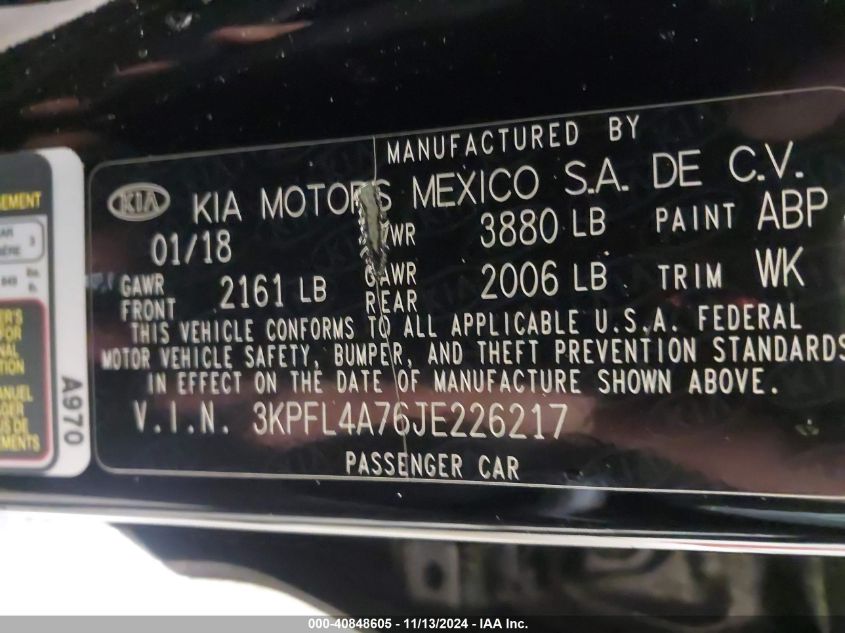 MANUFACTURED BY
KIA KIA MOTORS MEXICO S.A. DE C.V.
01/18 GVWR 3880 LB PAINT ABP
GAWR FRONT 2161 LB GAWR REAR 2006 LB TRIM WK
THIS VEHICLE CONFORMS TO ALL APPLICABLE U.S.A. FEDERAL
MOTOR VEHICLE SAFETY, BUMPER, AND THEFT PREVENTION STANDARDS
IN EFFECT ON THE DATE OF MANUFACTURE SHOWN ABOVE.
V.I.N. 3KPFL4A76JE226217
PASSENGER CAR
A970
000-40848605 - 11/13/2024 - IAA Inc.